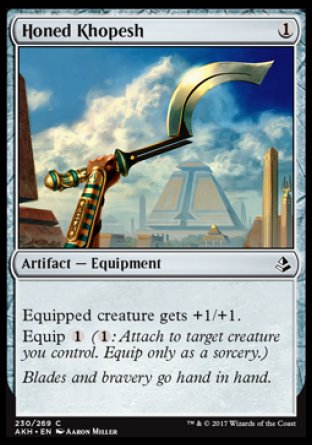 Honed Khopesh 1
Artifact — Equipment
Equipped creature gets +1/+1.
Equip 1 (1: Attach to target creature
you control. Equip only as a sorcery.)
Blades and bravery go hand in hand.
230/269 C
AKH • EN Aaron Miller
™ & © 2017 Wizards of the Coast